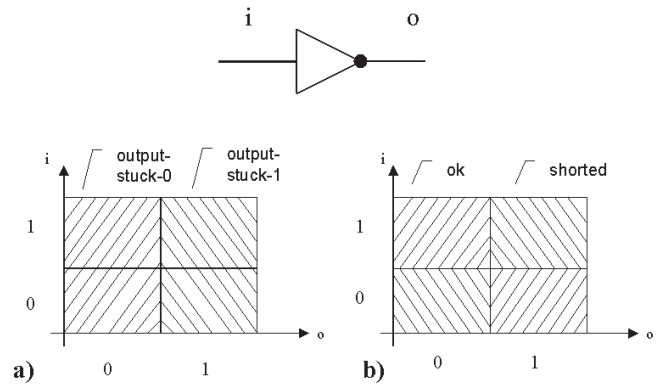 i o
i output-stuck-0 output-stuck-1
1
0
o
a) 0 1
i ok shorted
1
0
o
b) 0 1